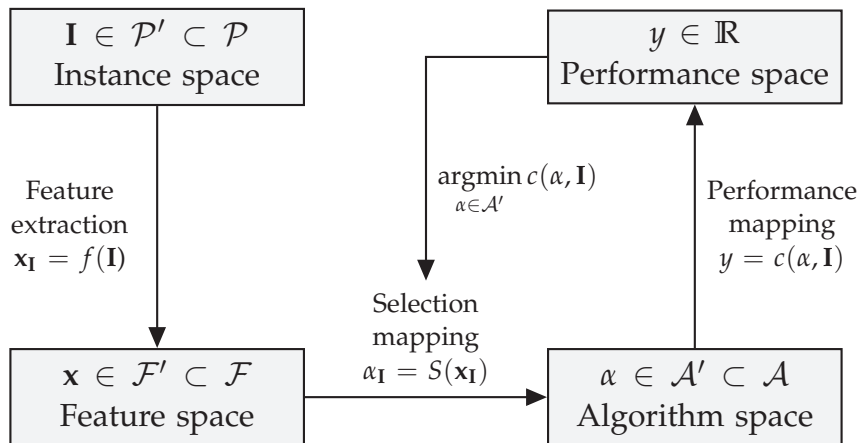 I ∈ 𝒫′ ⊂ 𝒫
Instance space
y ∈ ℝ
Performance space
Feature
extraction
x_I = f(I)
argmin c(α, I)
α∈𝒜′
Performance
mapping
y = c(α, I)
Selection
mapping
α_I = S(x_I)
x ∈ ℱ′ ⊂ ℱ
Feature space
α ∈ 𝒜′ ⊂ 𝒜
Algorithm space